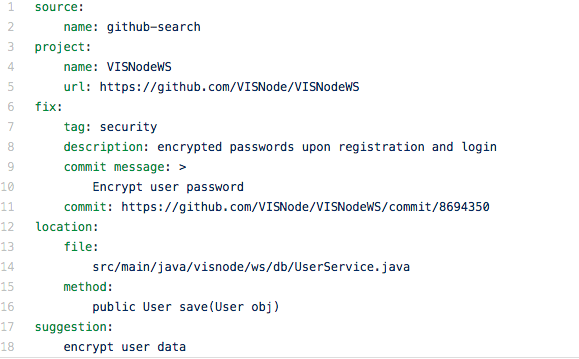 1 source:
2 name: github-search
3 project:
4 name: VISNodeWS
5 url: https://github.com/VISNode/VISNodeWS
6 fix:
7 tag: security
8 description: encrypted passwords upon registration and login
9 commit message: >
10 Encrypt user password
11 commit: https://github.com/VISNode/VISNodeWS/commit/8694350
12 location:
13 file:
14 src/main/java/visnode/ws/db/UserService.java
15 method:
16 public User save(User obj)
17 suggestion:
18 encrypt user data